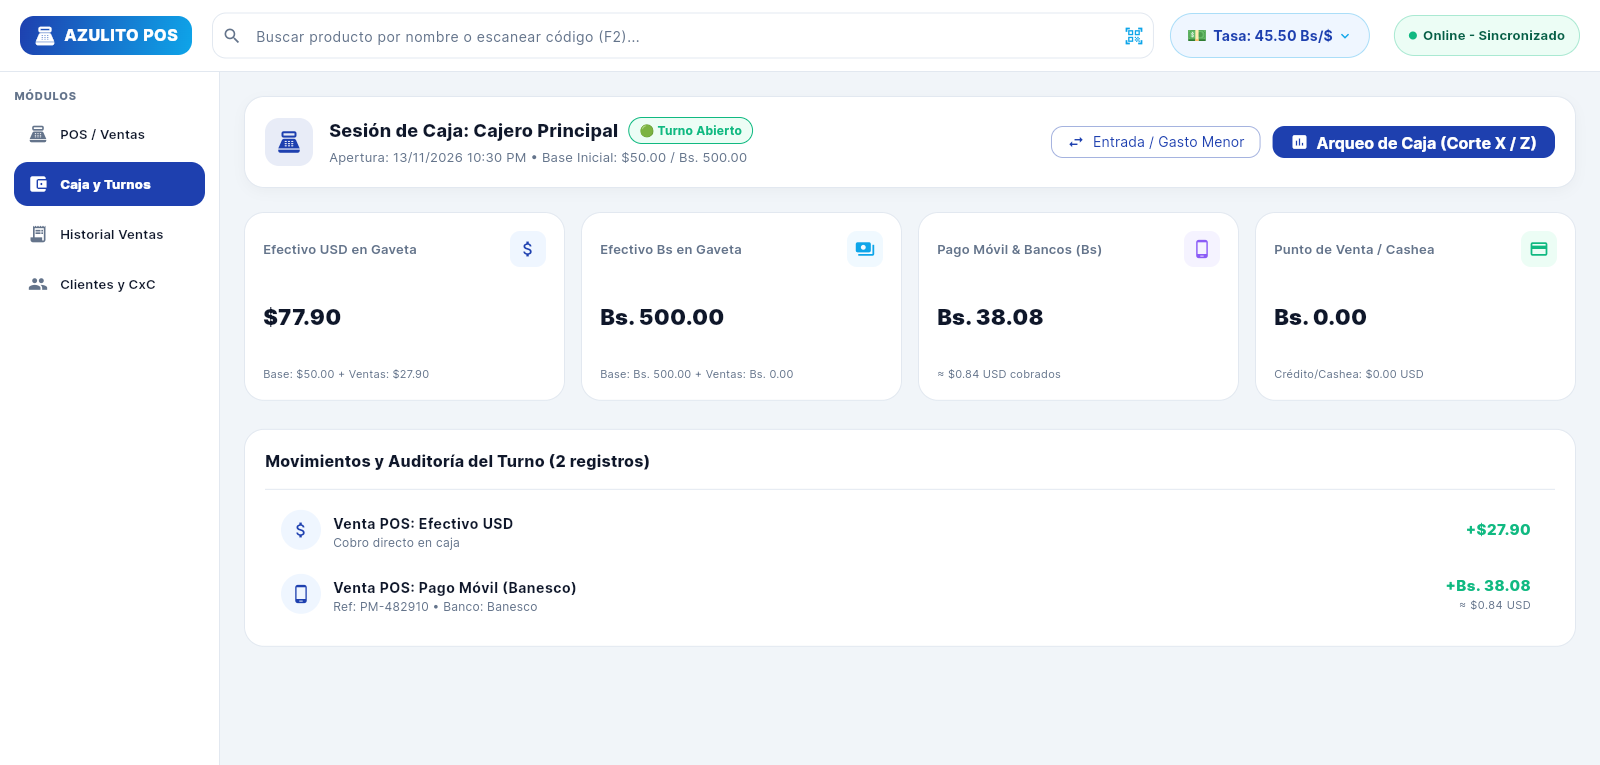 AZULITO POS
Buscar producto por nombre o escanear código (F2)...
Tasa: 45.50 Bs/$
Online - Sincronizado
MÓDULOS
POS / Ventas
Caja y Turnos
Historial Ventas
Clientes y CxC
Sesión de Caja: Cajero Principal
Turno Abierto
Apertura: 13/11/2026 10:30 PM • Base Inicial: $50.00 / Bs. 500.00
Entrada / Gasto Menor
Arqueo de Caja (Corte X / Z)
Efectivo USD en Gaveta
$77.90
Base: $50.00 + Ventas: $27.90
Efectivo Bs en Gaveta
Bs. 500.00
Base: Bs. 500.00 + Ventas: Bs. 0.00
Pago Móvil & Bancos (Bs)
Bs. 38.08
≈ $0.84 USD cobrados
Punto de Venta / Cashea
Bs. 0.00
Crédito/Cashea: $0.00 USD
Movimientos y Auditoría del Turno (2 registros)
Venta POS: Efectivo USD
Cobro directo en caja
+$27.90
Venta POS: Pago Móvil (Banesco)
Ref: PM-482910 • Banco: Banesco
+Bs. 38.08
≈ $0.84 USD